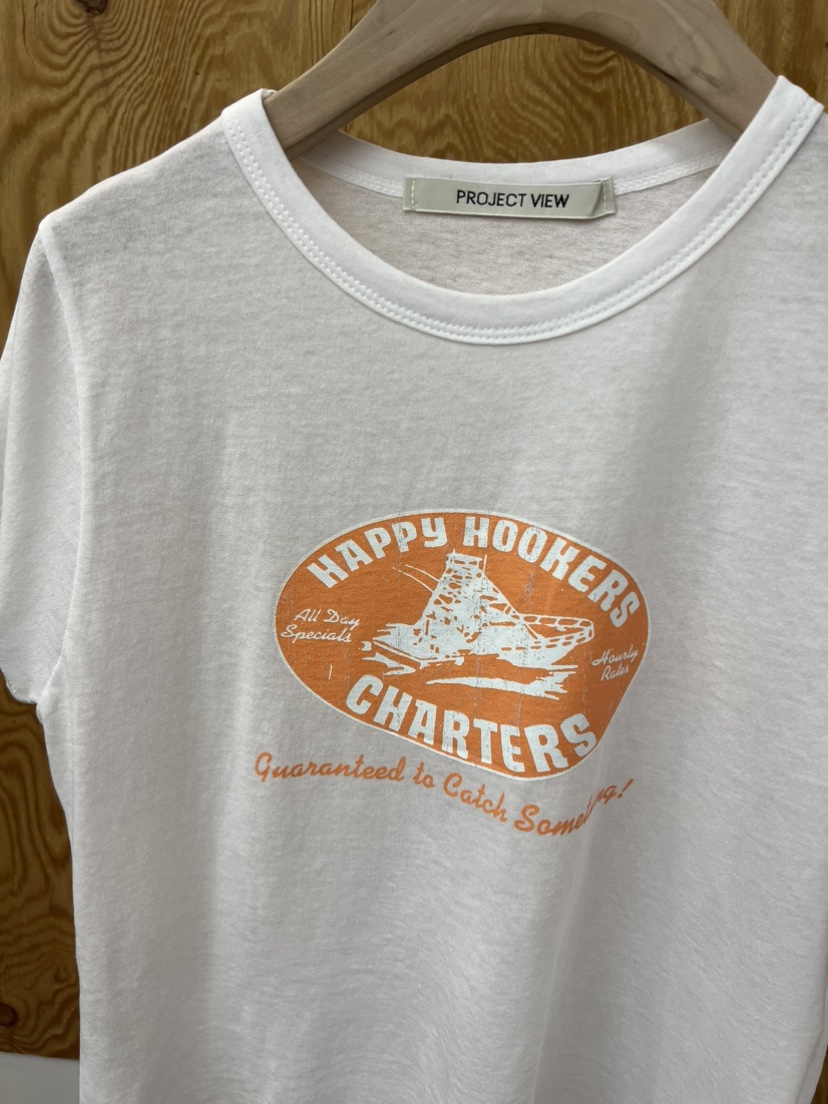 PROJECT VIEW
HAPPY HOOKERS
All Day
Specials
Hourly
Rates
CHARTERS
Guaranteed to Catch